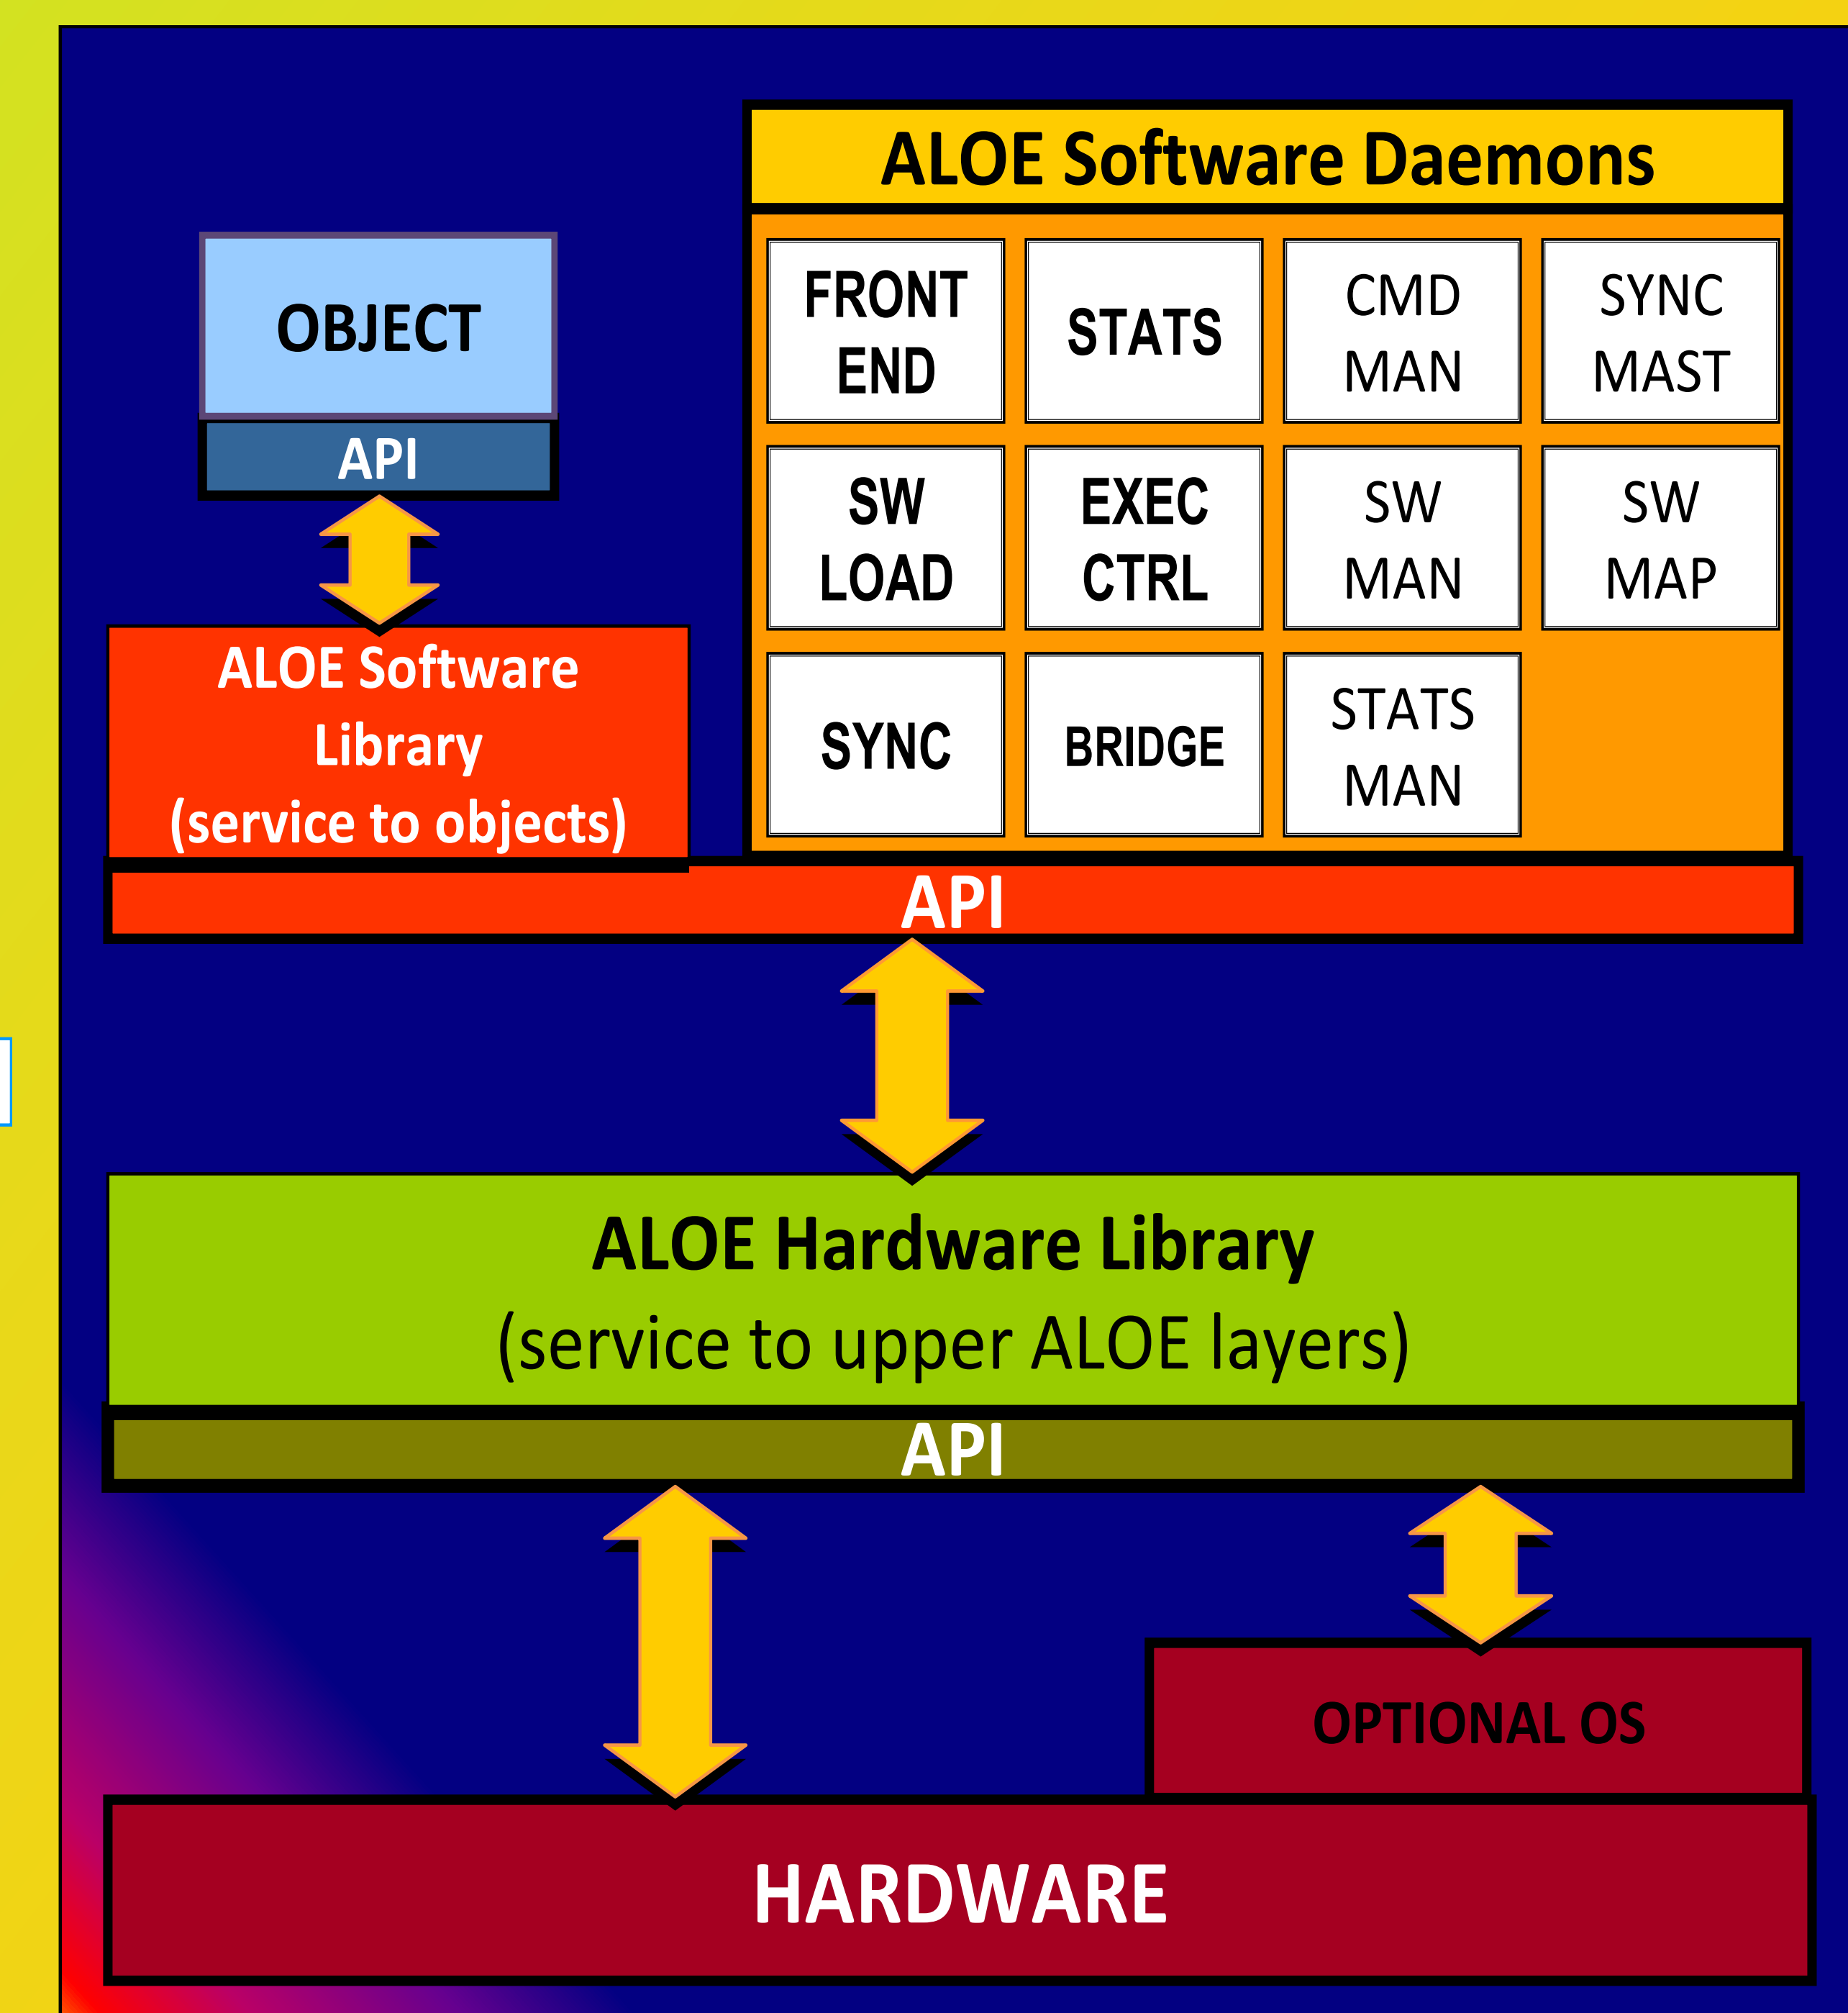 ALOE Software Daemons
OBJECT
API
FRONT
END
STATS
CMD
MAN
SYNC
MAST
SW
LOAD
EXEC
CTRL
SW
MAN
SW
MAP
SYNC
BRIDGE
STATS
MAN
ALOE Software
Library
(service to objects)
API
ALOE Hardware Library
(service to upper ALOE layers)
API
OPTIONAL OS
HARDWARE